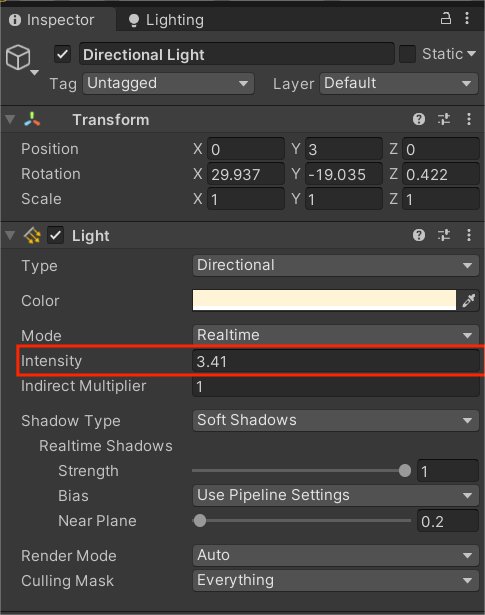 Inspector Lighting
Directional Light Static
Tag Untagged Layer Default
Transform
Position X 0 Y 3 Z 0
Rotation X 29.937 Y -19.035 Z 0.422
Scale X 1 Y 1 Z 1
Light
Type Directional
Color
Mode Realtime
Intensity 3.41
Indirect Multiplier 1
Shadow Type Soft Shadows
Realtime Shadows
Strength 1
Bias Use Pipeline Settings
Near Plane 0.2
Render Mode Auto
Culling Mask Everything